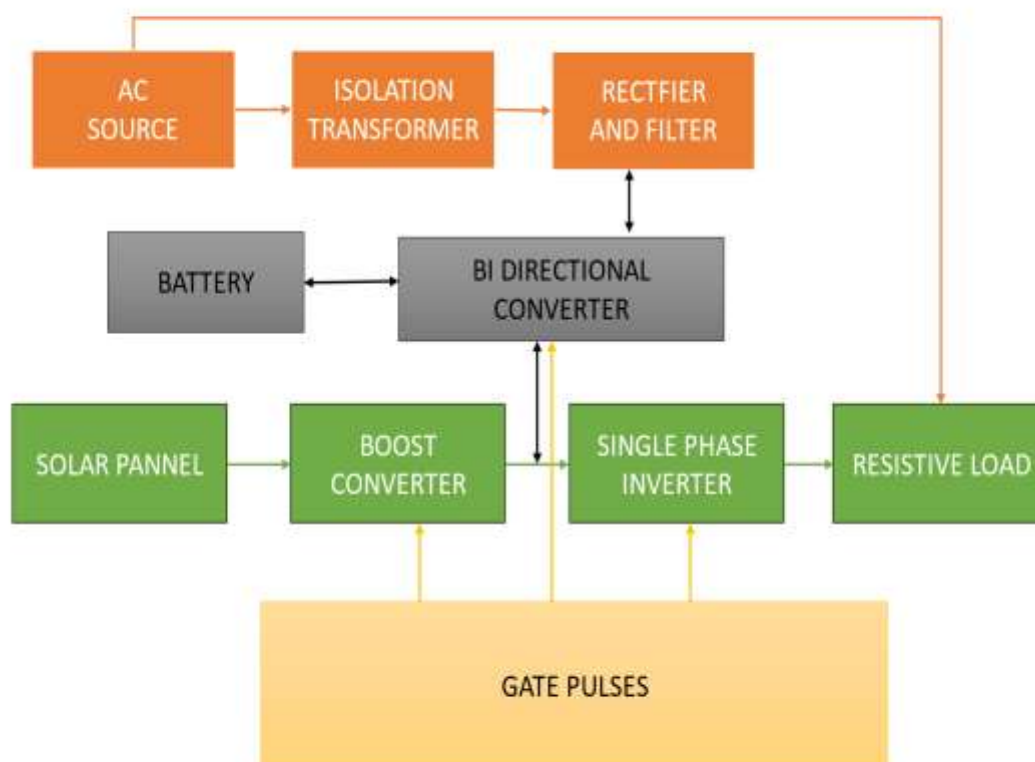 AC
SOURCE
ISOLATION
TRANSFORMER
RECTFIER
AND FILTER
BATTERY
BI DIRECTIONAL
CONVERTER
SOLAR PANNEL
BOOST
CONVERTER
SINGLE PHASE
INVERTER
RESISTIVE LOAD
GATE PULSES